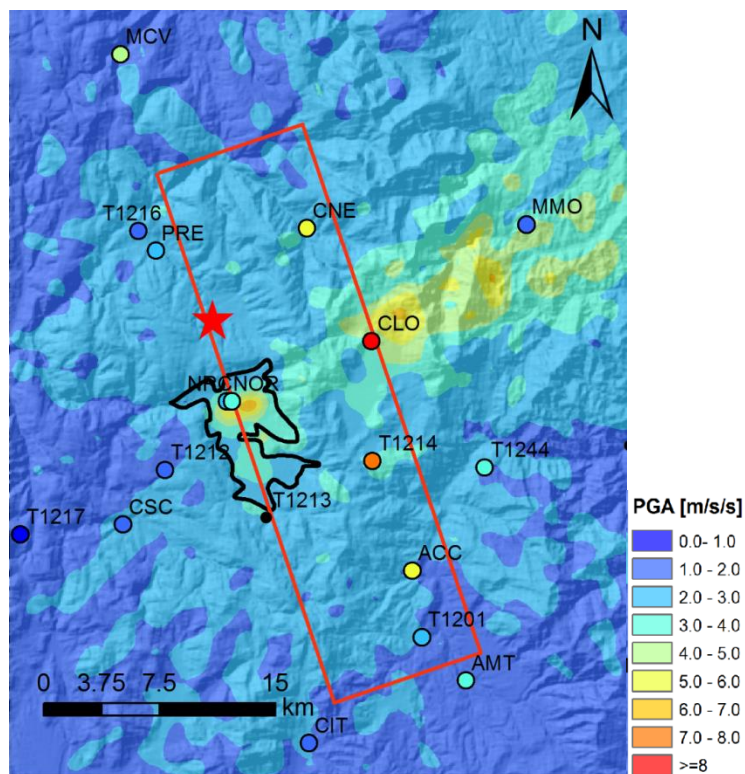 MCV
N
T1216
PRE
CNE
MMO
CLO
NRCNOR
T1212
T1214
T1244
T1213
CSC
T1217
ACC
T1201
AMT
CIT
0 3.75 7.5 15
km
PGA [m/s/s]
0.0- 1.0
1.0 - 2.0
2.0 - 3.0
3.0 - 4.0
4.0 - 5.0
5.0 - 6.0
6.0 - 7.0
7.0 - 8.0
>=8